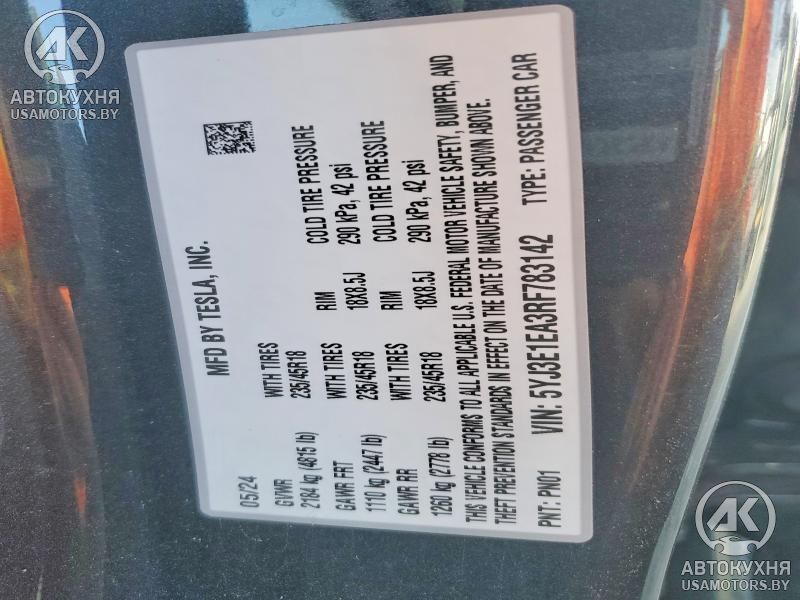 MFD BY TESLA, INC.
05/24
GVWR WITH TIRES RIM COLD TIRE PRESSURE
2184 kg (4815 lb) 235/45R18 18X8.5J 290 kPa, 42 psi
GAWR FRT WITH TIRES RIM COLD TIRE PRESSURE
1110 kg (2447 lb) 235/45R18 18X8.5J 290 kPa, 42 psi
GAWR RR WITH TIRES
1260 kg (2778 lb) 235/45R18
THIS VEHICLE CONFORMS TO ALL APPLICABLE U.S. FEDERAL MOTOR VEHICLE SAFETY, BUMPER, AND
THEFT PREVENTION STANDARDS IN EFFECT ON THE DATE OF MANUFACTURE SHOWN ABOVE.
PNT: PN01 VIN: 5YJ3E1EA3RF783142 TYPE: PASSENGER CAR
АК
АВТОКУХНЯ
USAMOTORS.BY
АК
АВТОКУХНЯ
USAMOTORS.BY